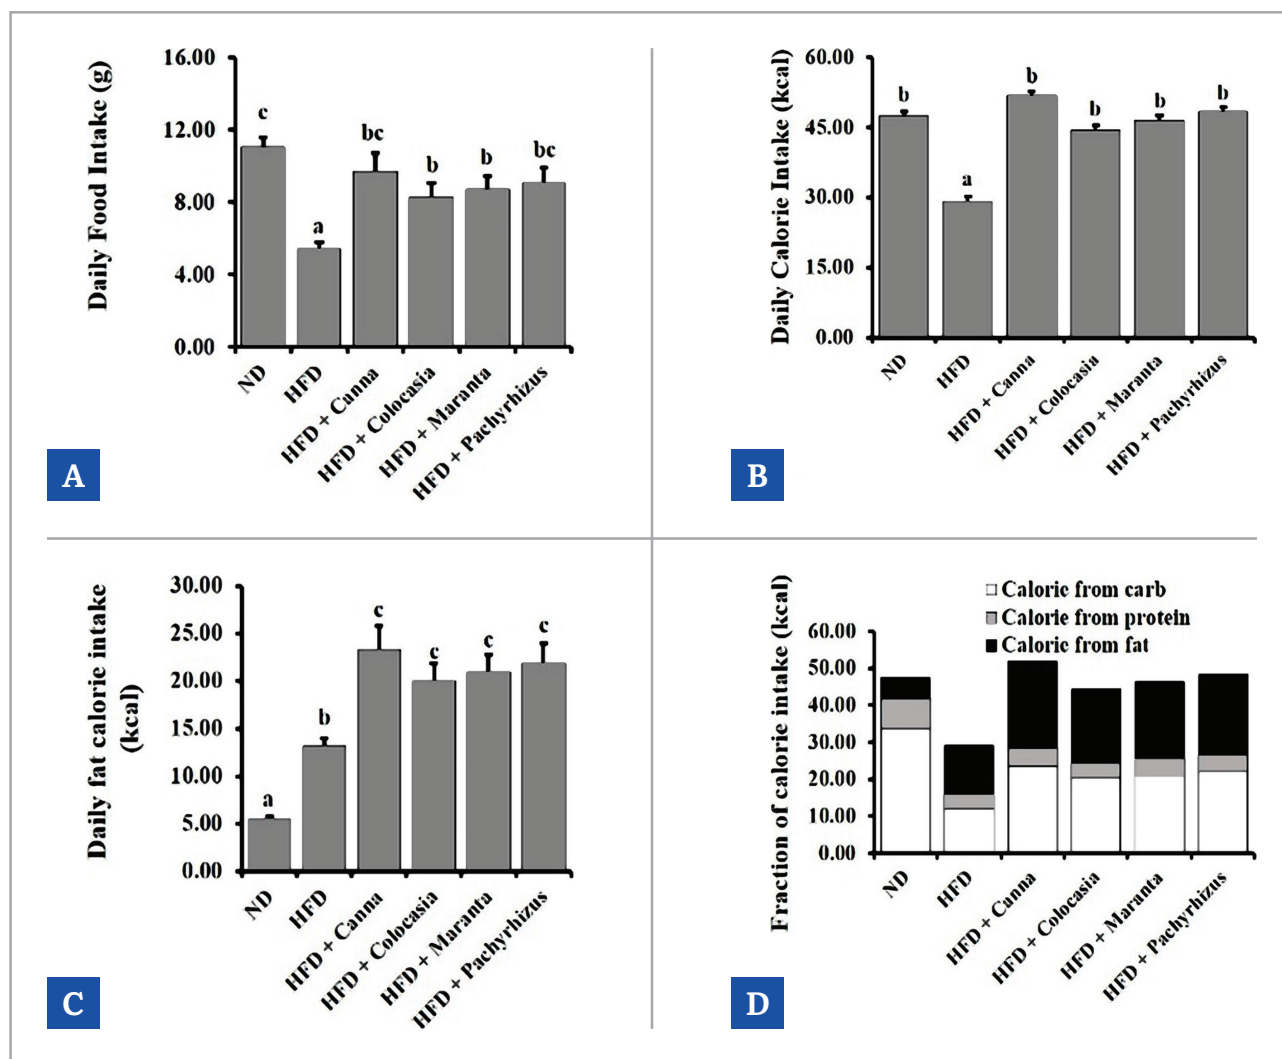 Daily Food Intake (g)
16.00
12.00
8.00
4.00
0.00
c
a
bc
b
b
bc
ND
HFD
HFD + Canna
HFD + Colocasia
HFD + Maranta
HFD + Pachyrhizus
A
Daily Calorie Intake (kcal)
60.00
45.00
30.00
15.00
0.00
b
a
b
b
b
b
ND
HFD
HFD + Canna
HFD + Colocasia
HFD + Maranta
HFD + Pachyrhizus
B
Daily fat calorie intake
(kcal)
30.00
25.00
20.00
15.00
10.00
5.00
0.00
a
b
c
c
c
c
ND
HFD
HFD + Canna
HFD + Colocasia
HFD + Maranta
HFD + Pachyrhizus
C
Fraction of calorie intake (kcal)
Calorie from carb
Calorie from protein
Calorie from fat
60.00
50.00
40.00
30.00
20.00
10.00
0.00
ND
HFD
HFD + Canna
HFD + Colocasia
HFD + Maranta
HFD + Pachyrhizus
D